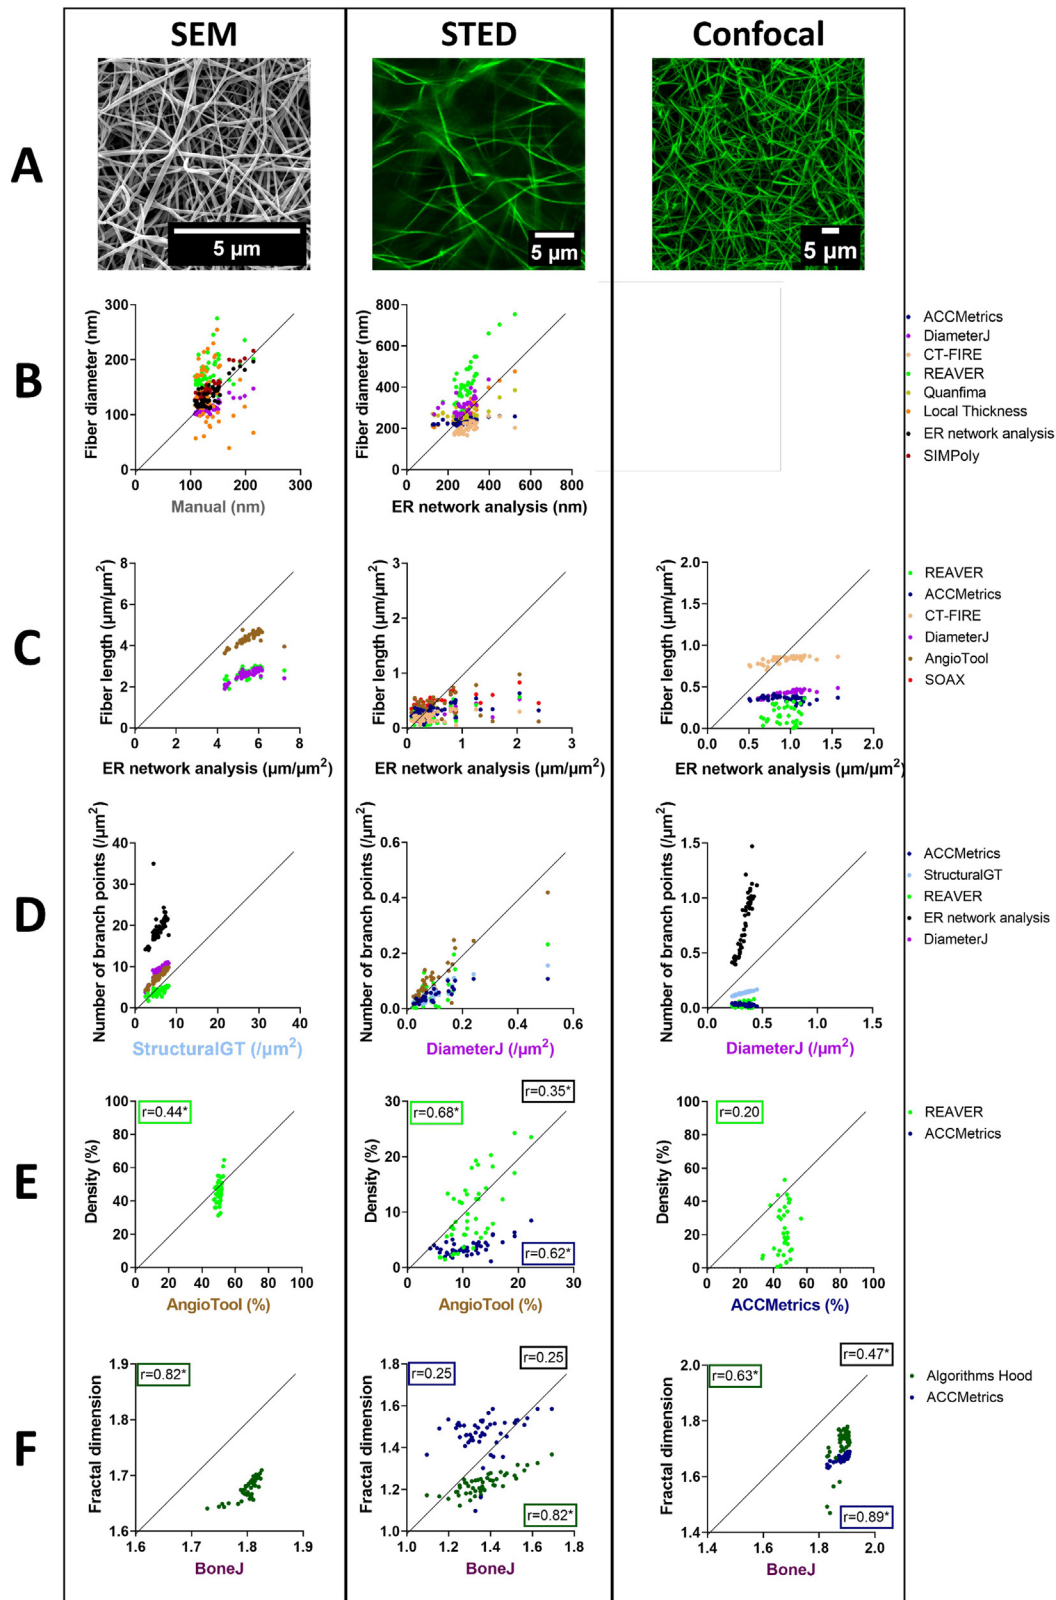 SEM
STED
Confocal
A
5 µm
5 µm
5 µm
B
Fiber diameter (nm)
300
200
100
0
0
100
200
300
Manual (nm)
Fiber diameter (nm)
800
600
400
200
0
0
200
400
600
800
ER network analysis (nm)
ACCMetrics
DiameterJ
CT-FIRE
REAVER
Quanfima
Local Thickness
ER network analysis
SIMPoly
C
Fiber length (µm/µm²)
8
6
4
2
0
0
2
4
6
8
ER network analysis (µm/µm²)
Fiber length (µm/µm²)
3
2
1
0
0
1
2
3
ER network analysis (µm/µm²)
Fiber length (µm/µm²)
2.0
1.5
1.0
0.5
0.0
0.0
0.5
1.0
1.5
2.0
ER network analysis (µm/µm²)
REAVER
ACCMetrics
CT-FIRE
DiameterJ
AngioTool
SOAX
D
Number of branch points (/µm²)
40
30
20
10
0
0
10
20
30
40
StructuralGT (/µm²)
Number of branch points (/µm²)
0.6
0.4
0.2
0.0
0.0
0.2
0.4
0.6
DiameterJ (/µm²)
Number of branch points (/µm²)
1.5
1.0
0.5
0.0
0.0
0.5
1.0
1.5
DiameterJ (/µm²)
ACCMetrics
StructuralGT
REAVER
ER network analysis
DiameterJ
E
Density (%)
100
80
60
40
20
0
0
20
40
60
80
100
r=0.44*
AngioTool (%)
Density (%)
30
20
10
0
0
10
20
30
r=0.68*
r=0.35*
r=0.62*
AngioTool (%)
Density (%)
100
80
60
40
20
0
0
20
40
60
80
100
r=0.20
ACCMetrics (%)
REAVER
ACCMetrics
F
Fractal dimension
1.9
1.8
1.7
1.6
1.6
1.7
1.8
1.9
r=0.82*
BoneJ
Fractal dimension
1.8
1.6
1.4
1.2
1.0
1.0
1.2
1.4
1.6
1.8
r=0.25
r=0.25
r=0.82*
BoneJ
Fractal dimension
2.0
1.8
1.6
1.4
1.4
1.6
1.8
2.0
r=0.63*
r=0.47*
r=0.89*
BoneJ
Algorithms Hood
ACCMetrics